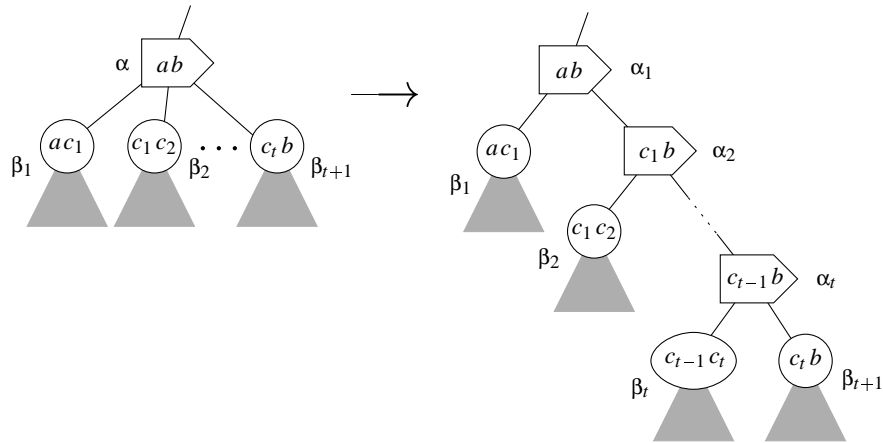 α ab
ab α₁
β₁ ac₁ c₁c₂ β₂ ··· cₜb βₜ₊₁
β₁ ac₁ c₁b α₂
β₂ c₁c₂
cₜ₋₁b αₜ
βₜ cₜ₋₁cₜ cₜb βₜ₊₁